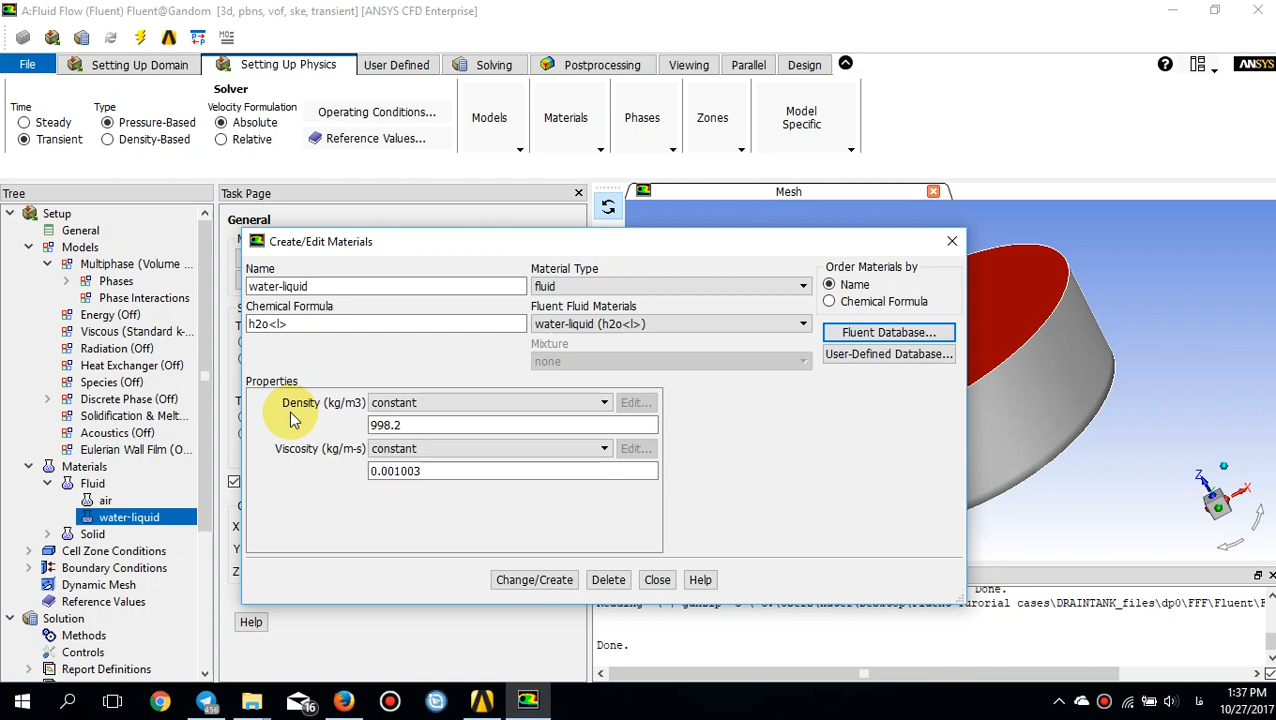 A:Fluid Flow (Fluent) Fluent@Gandom [3d, pbns, vof, ske, transient] [ANSYS CFD Enterprise]
File
Setting Up Domain
Setting Up Physics
User Defined
Solving
Postprocessing
Viewing
Parallel
Design
ANSYS
Solver
Time
Type
Velocity Formulation
Steady
Pressure-Based
Absolute
Transient
Density-Based
Relative
Operating Conditions...
Reference Values...
Models
Materials
Phases
Zones
Model
Specific
Tree
Setup
General
Models
Multiphase (Volume ...
Phases
Phase Interactions
Energy (Off)
Viscous (Standard k-...
Radiation (Off)
Heat Exchanger (Off)
Species (Off)
Discrete Phase (Off)
Solidification & Melt...
Acoustics (Off)
Eulerian Wall Film (O...
Materials
Fluid
air
water-liquid
Solid
Cell Zone Conditions
Boundary Conditions
Dynamic Mesh
Reference Values
Solution
Methods
Controls
Report Definitions
Task Page
General
Help
Mesh
Create/Edit Materials
Name
water-liquid
Chemical Formula
h2o<l>
Material Type
fluid
Fluent Fluid Materials
water-liquid (h2o<l>)
Mixture
none
Order Materials by
Name
Chemical Formula
Fluent Database...
User-Defined Database...
Properties
Density (kg/m3)
constant
Edit...
998.2
Viscosity (kg/m-s)
constant
Edit...
0.001003
Change/Create
Delete
Close
Help
X
Y
Z
Z
X
Done.
Done.
16
1:37 PM
10/27/2017